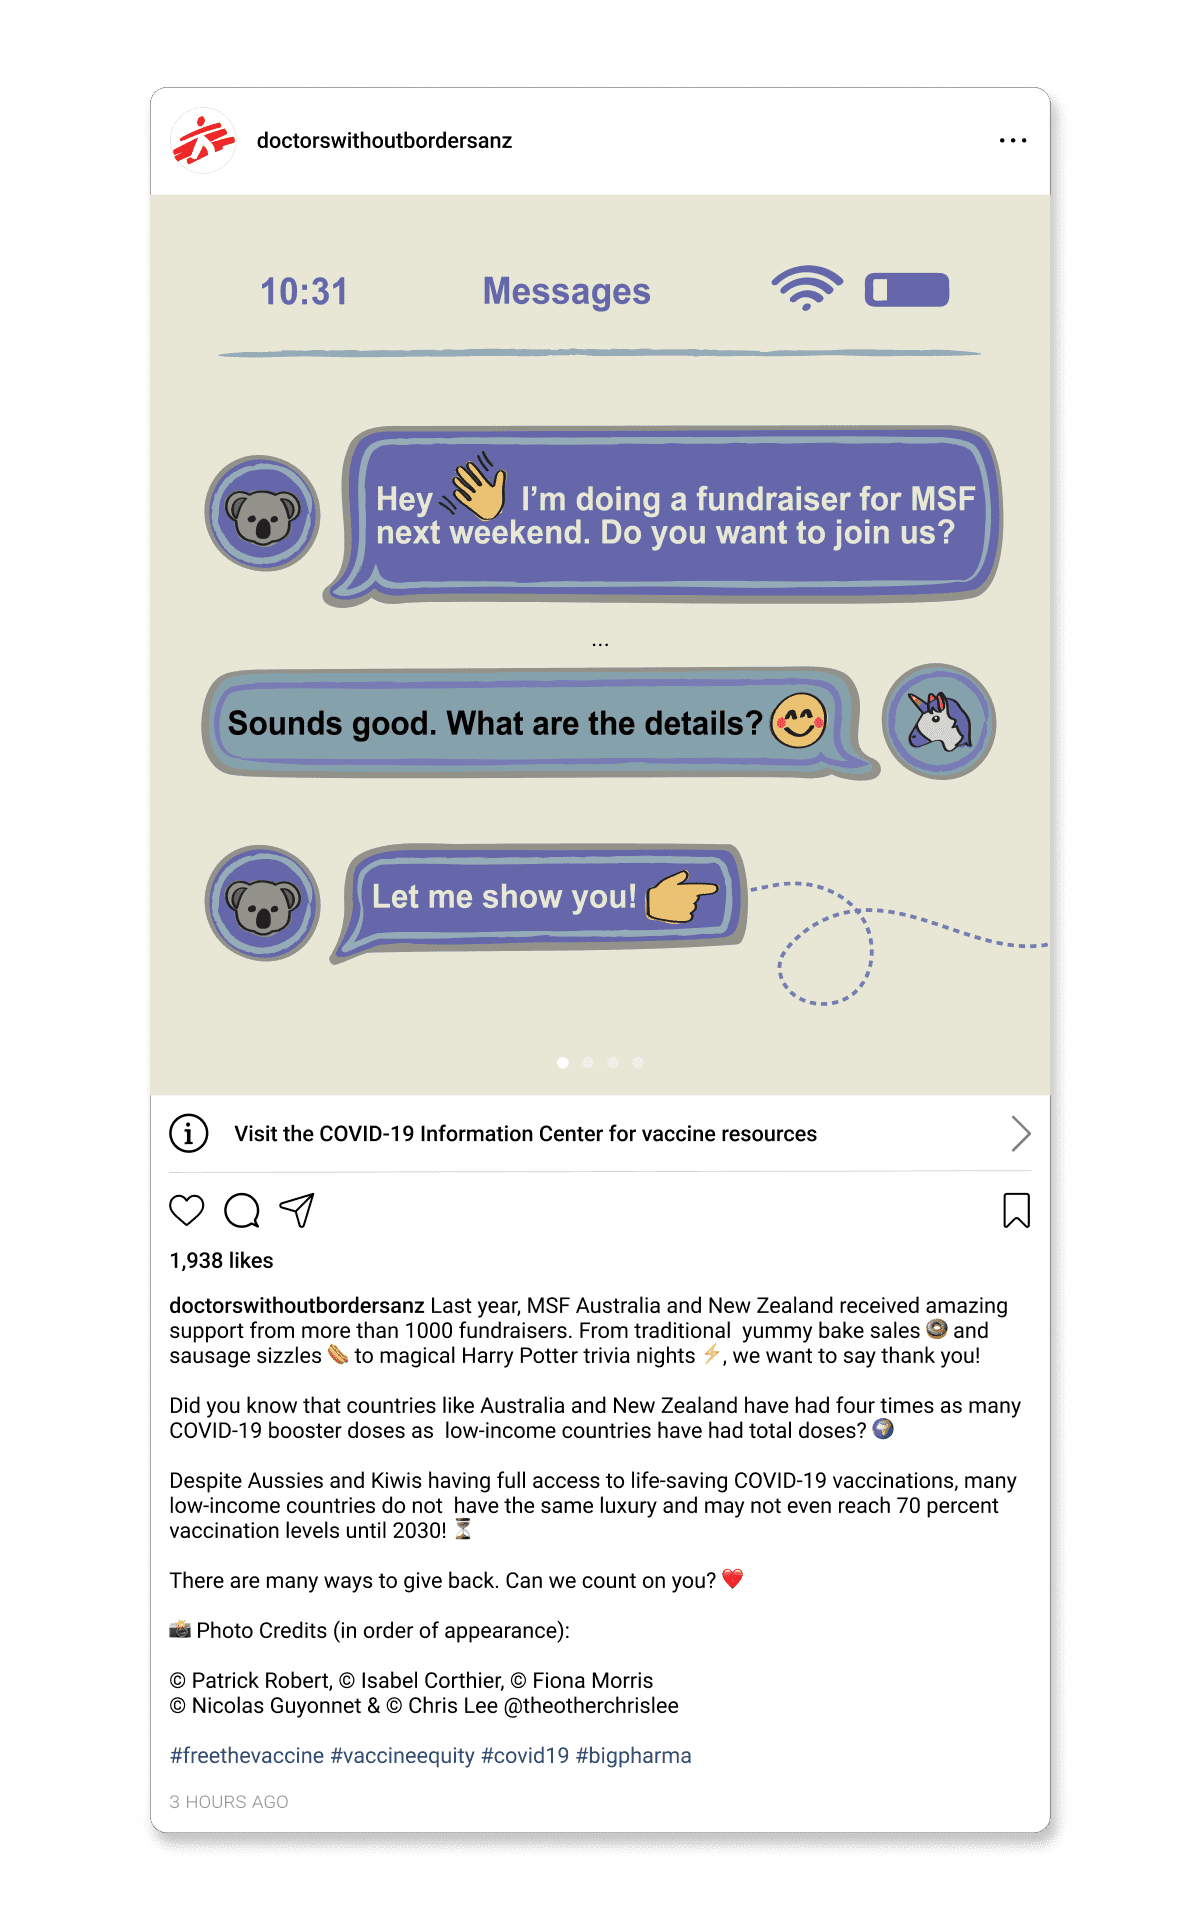 doctorswithoutbordersanz
10:31 Messages
Hey 👋 I'm doing a fundraiser for MSF
next weekend. Do you want to join us?
...
Sounds good. What are the details? 😊
Let me show you! 👉
Visit the COVID-19 Information Center for vaccine resources
1,938 likes
doctorswithoutbordersanz Last year, MSF Australia and New Zealand received amazing
support from more than 1000 fundraisers. From traditional  yummy bake sales 🍩 and
sausage sizzles 🌭 to magical Harry Potter trivia nights ⚡, we want to say thank you!
Did you know that countries like Australia and New Zealand have had four times as many
COVID-19 booster doses as  low-income countries have had total doses? 🌍
Despite Aussies and Kiwis having full access to life-saving COVID-19 vaccinations, many
low-income countries do not  have the same luxury and may not even reach 70 percent
vaccination levels until 2030! ⏳
There are many ways to give back. Can we count on you? ❤️
📸 Photo Credits (in order of appearance):
© Patrick Robert, © Isabel Corthier, © Fiona Morris
© Nicolas Guyonnet & © Chris Lee @theotherchrislee
#freethevaccine #vaccineequity #covid19 #bigpharma
3 HOURS AGO